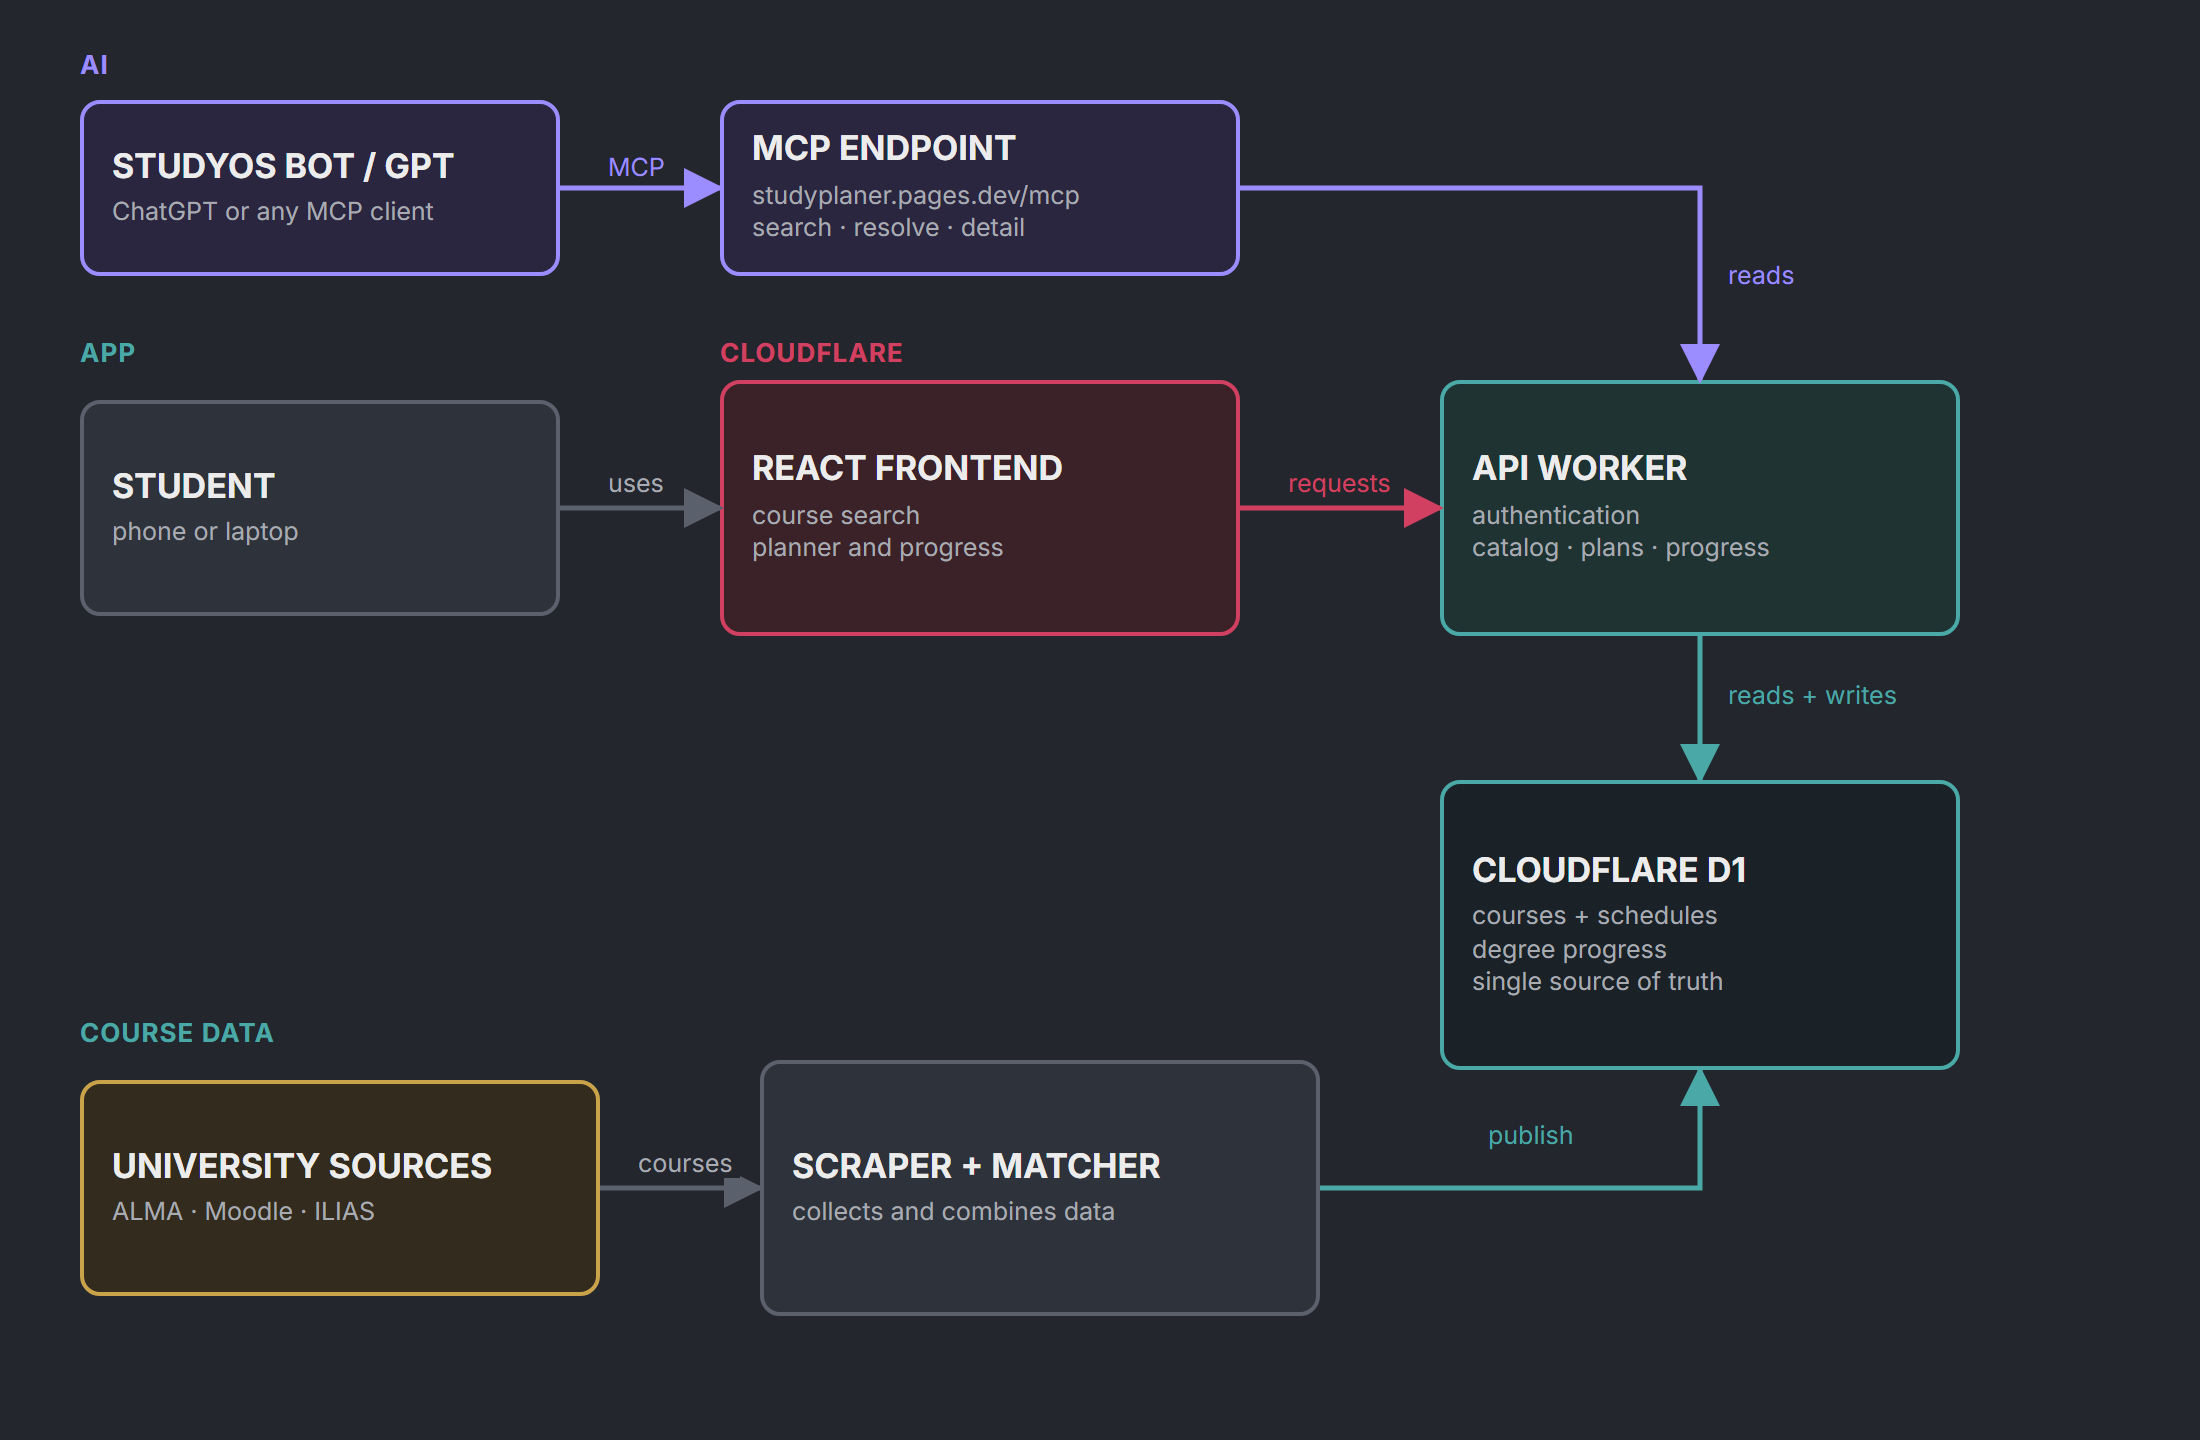 AI
STUDYOS BOT / GPT
ChatGPT or any MCP client
MCP
MCP ENDPOINT
studyplaner.pages.dev/mcp
search · resolve · detail
reads
APP
STUDENT
phone or laptop
uses
CLOUDFLARE
REACT FRONTEND
course search
planner and progress
requests
API WORKER
authentication
catalog · plans · progress
reads + writes
CLOUDFLARE D1
courses + schedules
degree progress
single source of truth
COURSE DATA
UNIVERSITY SOURCES
ALMA · Moodle · ILIAS
courses
SCRAPER + MATCHER
collects and combines data
publish